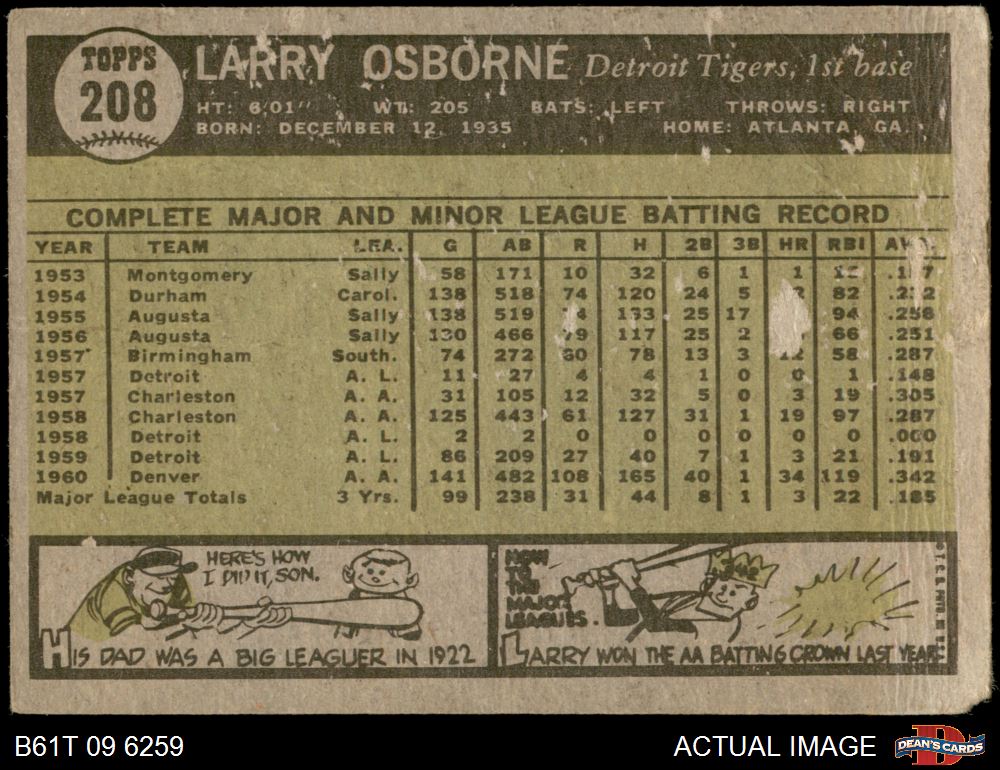 TOPPS
208
LARRY OSBORNE Detroit Tigers, 1st base
HT: 6'01" WT: 205 BATS: LEFT THROWS: RIGHT
BORN: DECEMBER 12, 1935 HOME: ATLANTA, GA.
COMPLETE MAJOR AND MINOR LEAGUE BATTING RECORD
YEAR TEAM LEA. G AB R H 2B 3B HR RBI
1953 Montgomery Sally 58 171 10 32 6 1 1
1954 Durham Carol. 138 518 74 120 24 5 82 .232
1955 Augusta Sally 138 519 133 25 17 94 .256
1956 Augusta Sally 130 466 79 117 25 2 66 .251
1957 Birmingham South. 74 272 60 78 13 3 12 58 .287
1957 Detroit A. L. 11 27 4 4 1 0 0 1 .148
1957 Charleston A. A. 31 105 12 32 5 0 3 19 .305
1958 Charleston A. A. 125 443 61 127 31 1 19 97 .287
1958 Detroit A. L. 2 2 0 0 0 0 0 0 .000
1959 Detroit A. L. 86 209 27 40 7 1 3 21 .191
1960 Denver A. A. 141 482 108 165 40 1 34 119 .342
Major League Totals 3 Yrs. 99 238 31 44 8 1 3 22 .185
HERE'S HOW
I DID IT, SON.
HIS DAD WAS A BIG LEAGUER IN 1922
NOW
TO
THE
MAJOR
LEAGUES.
LARRY WON THE AA BATTING CROWN LAST YEAR!
B61T 09 6259
ACTUAL IMAGE
DEAN'S CARDS